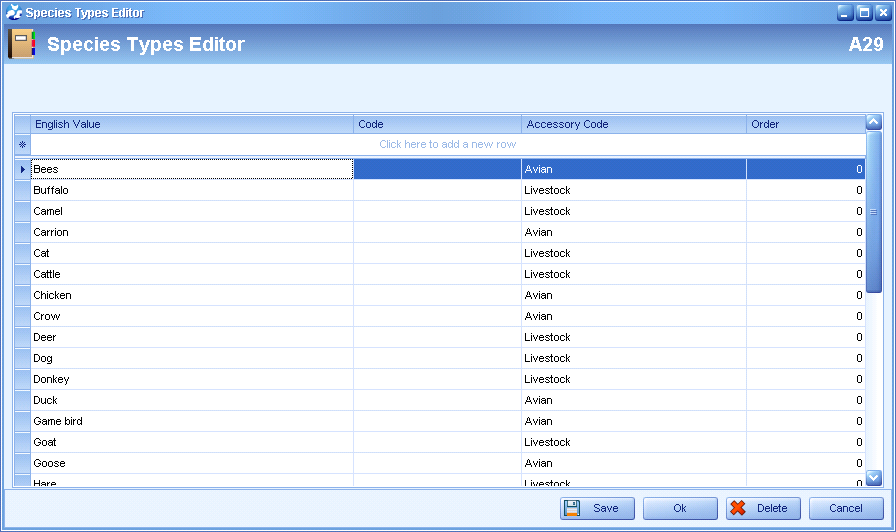 Species Types Editor
Species Types Editor A29
English Value Code Accessory Code Order
Click here to add a new row
Bees Avian 0
Buffalo Livestock 0
Camel Livestock 0
Carrion Avian 0
Cat Livestock 0
Cattle Livestock 0
Chicken Avian 0
Crow Avian 0
Deer Livestock 0
Dog Livestock 0
Donkey Livestock 0
Duck Avian 0
Game bird Avian 0
Goat Livestock 0
Goose Avian 0
Hare Livestock 0
Save Ok Delete Cancel